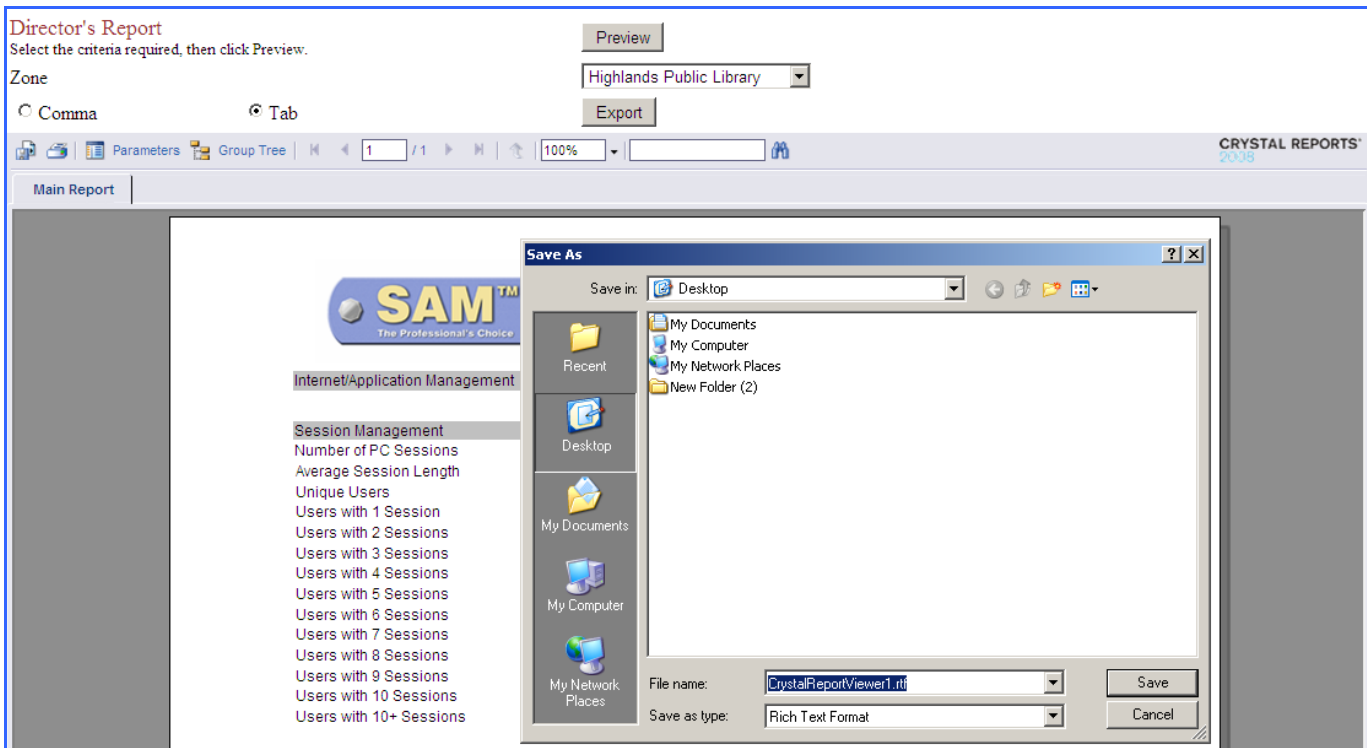 Director's Report
Select the criteria required, then click Preview.
Preview
Zone
Highlands Public Library
Comma
Tab
Export
Parameters
Group Tree
1
/ 1
100%
CRYSTAL REPORTS'
2008
Main Report
SAM™
The Professional's Choice
Internet/Application Management
Session Management
Number of PC Sessions
Average Session Length
Unique Users
Users with 1 Session
Users with 2 Sessions
Users with 3 Sessions
Users with 4 Sessions
Users with 5 Sessions
Users with 6 Sessions
Users with 7 Sessions
Users with 8 Sessions
Users with 9 Sessions
Users with 10 Sessions
Users with 10+ Sessions
Save As
?
Save in:
Desktop
Recent
Desktop
My Documents
My Computer
My Network
Places
My Documents
My Computer
My Network Places
New Folder (2)
File name:
CrystalReportViewer1.rtf
Save
Save as type:
Rich Text Format
Cancel